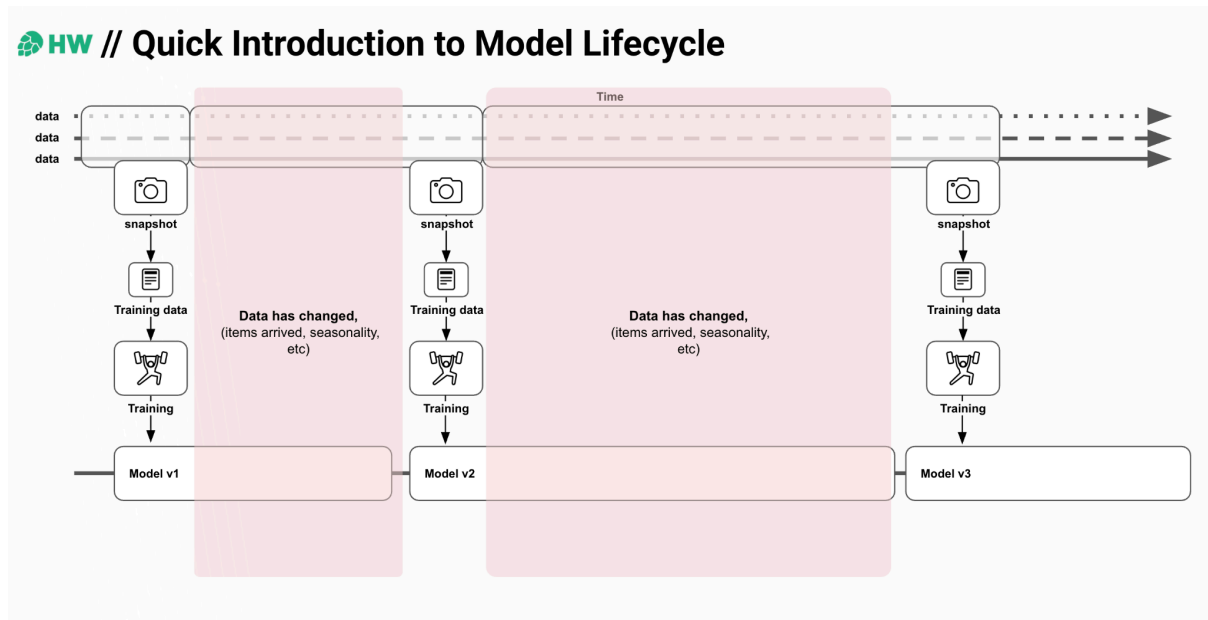 HW // Quick Introduction to Model Lifecycle
Time
data
data
data
snapshot
snapshot
snapshot
Training data
Training data
Training data
Data has changed,
(items arrived, seasonality,
etc)
Data has changed,
(items arrived, seasonality,
etc)
Training
Training
Training
Model v1
Model v2
Model v3